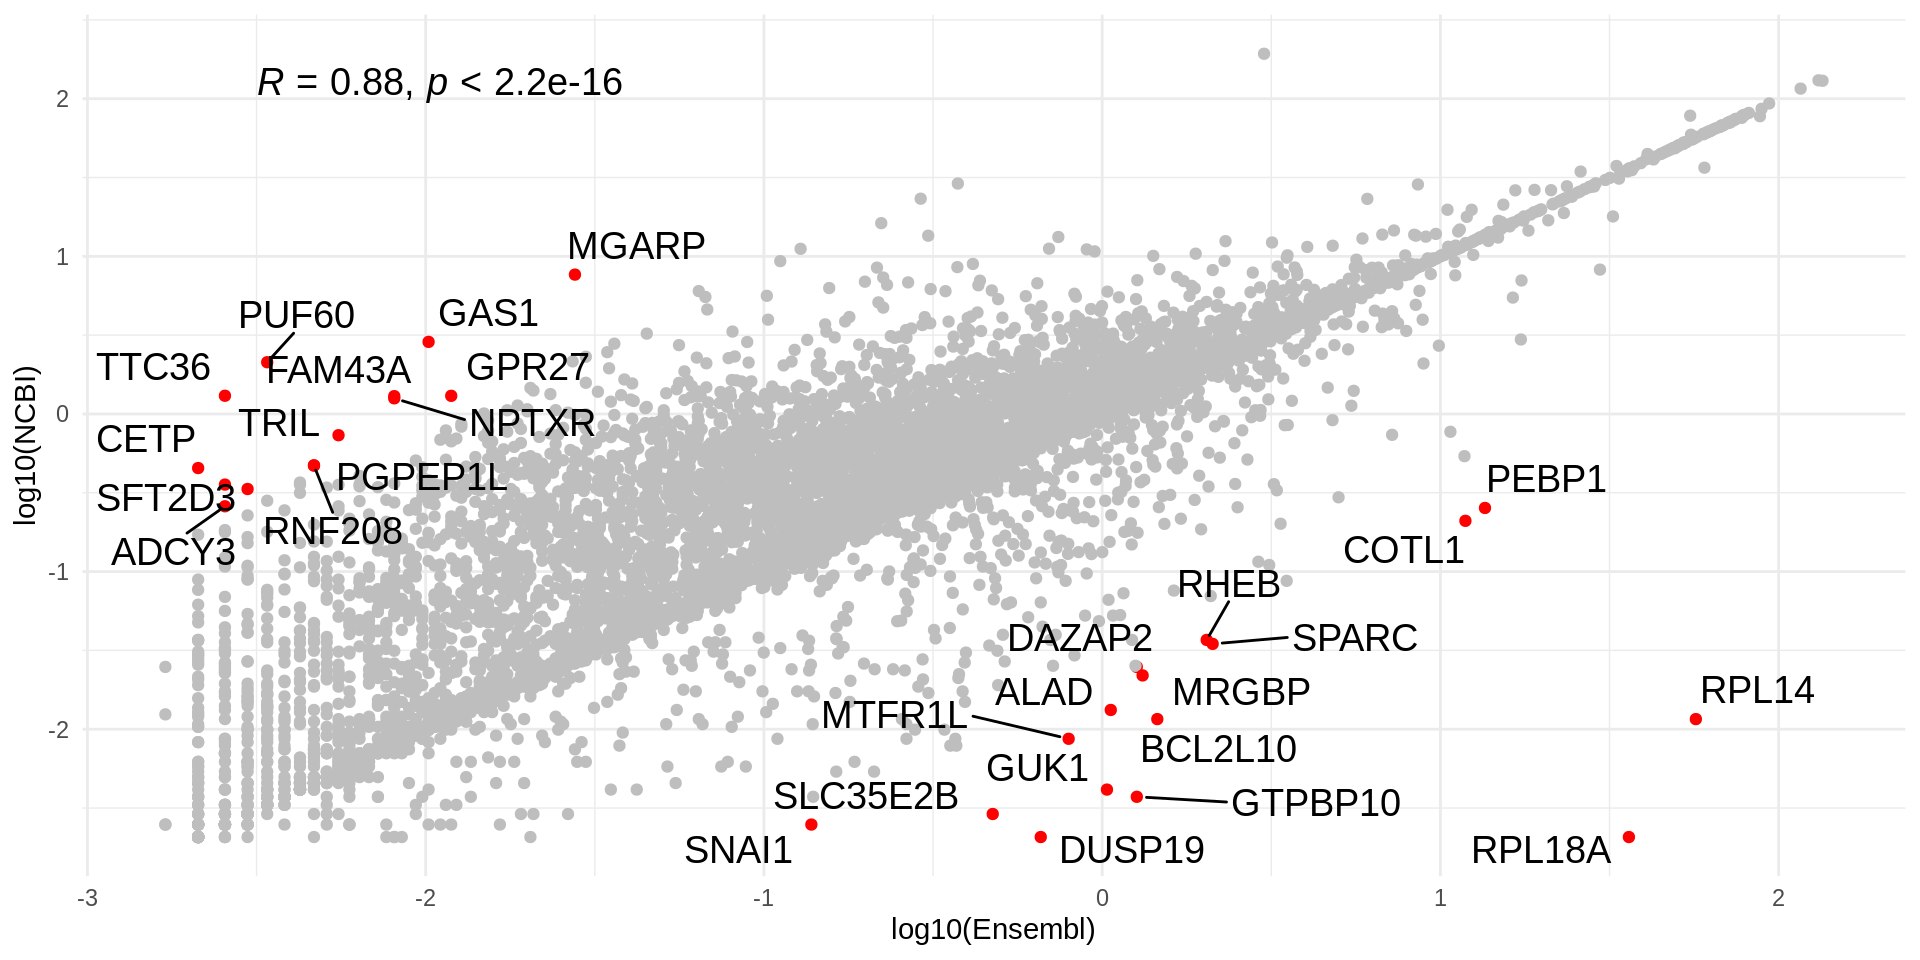 R = 0.88, p < 2.2e-16
MGARP
PUF60
GAS1
TTC36
FAM43A
GPR27
TRIL
NPTXR
CETP
PGPEP1L
SFT2D3
RNF208
ADCY3
PEBP1
COTL1
RHEB
DAZAP2
SPARC
ALAD
MRGBP
RPL14
MTFR1L
BCL2L10
GUK1
SLC35E2B
GTPBP10
SNAI1
DUSP19
RPL18A
2
1
0
-1
-2
log10(NCBI)
-3 -2 -1 0 1 2
log10(Ensembl)